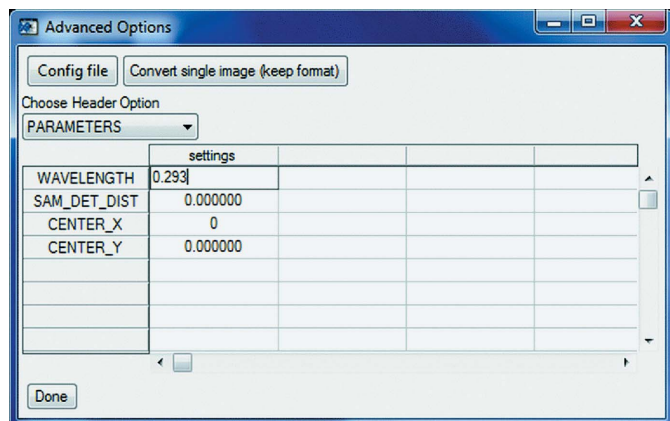 Advanced Options
Config file Convert single image (keep format)
Choose Header Option
PARAMETERS
settings
WAVELENGTH 0.293
SAM_DET_DIST 0.000000
CENTER_X 0
CENTER_Y 0.000000
Done